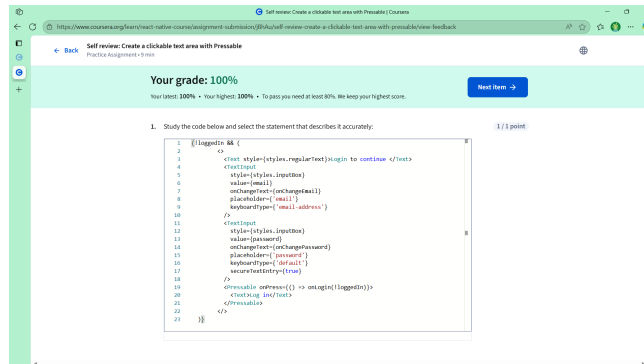 Self review: Create a clickable text area with Pressable | Coursera
https://www.coursera.org/learn/react-native-course/assignment-submission/jBhAu/self-review-create-a-clickable-text-area-with-pressable/view-feedback
← Back
Self review: Create a clickable text area with Pressable
Practice Assignment • 9 min
Your grade: 100%
Your latest: 100% • Your highest: 100% • To pass you need at least 80%. We keep your highest score.
Next item →
1. Study the code below and select the statement that describes it accurately:
1 / 1 point
1 {!loggedIn && (
2 <>
3 <Text style={styles.regularText}>Login to continue </Text>
4 <TextInput
5 style={styles.inputBox}
6 value={email}
7 onChangeText={onChangeEmail}
8 placeholder={'email'}
9 keyboardType={'email-address'}
10 />
11 <TextInput
12 style={styles.inputBox}
13 value={password}
14 onChangeText={onChangePassword}
15 placeholder={'password'}
16 keyboardType={'default'}
17 secureTextEntry={true}
18 />
19 <Pressable onPress={() => onLogin(!loggedIn)}>
20 <Text>Log in</Text>
21 </Pressable>
22 </>
23 )}